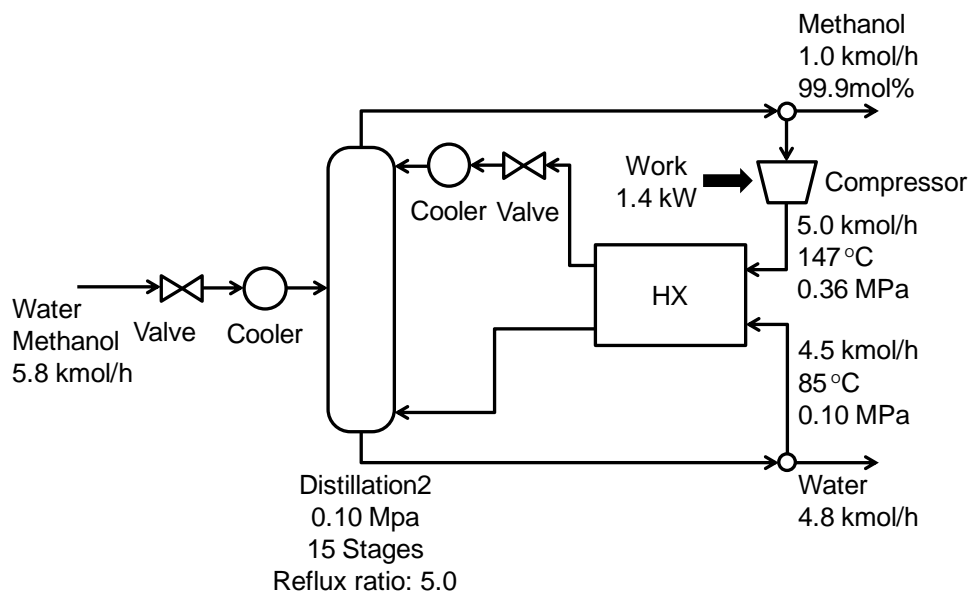 Methanol
1.0 kmol/h
99.9mol%
Work
1.4 kW
Compressor
Cooler
Valve
5.0 kmol/h
147 °C
0.36 MPa
HX
Water
Methanol
5.8 kmol/h
Valve
Cooler
4.5 kmol/h
85 °C
0.10 MPa
Water
4.8 kmol/h
Distillation2
0.10 Mpa
15 Stages
Reflux ratio: 5.0